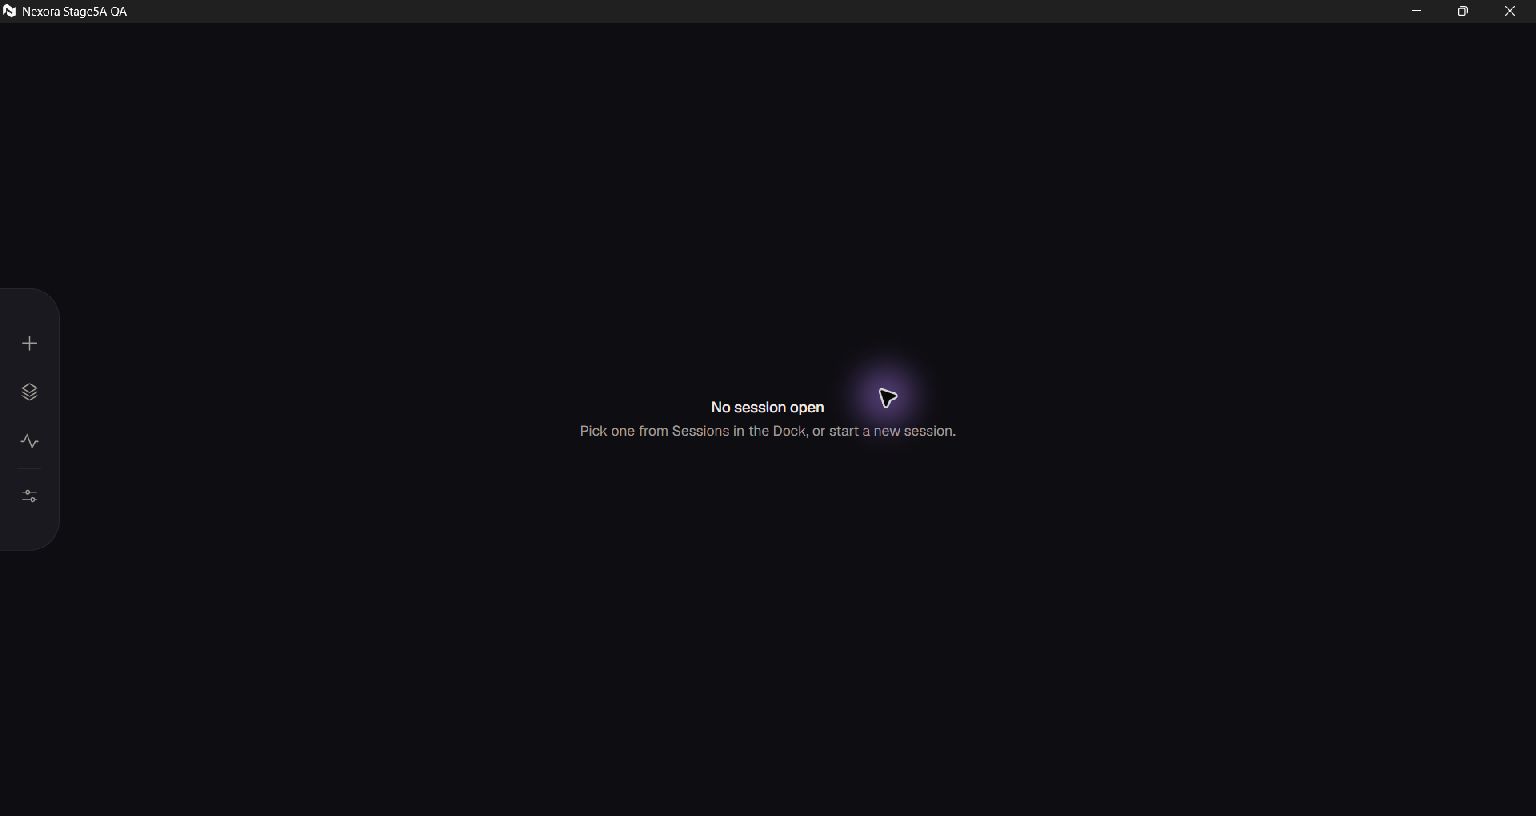 Nexora Stage5A QA
No session open
Pick one from Sessions in the Dock, or start a new session.